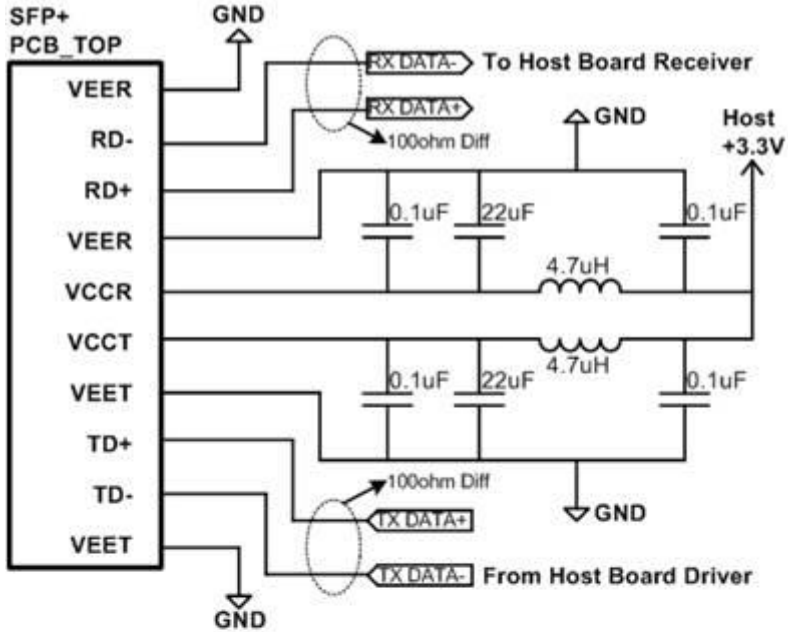 SFP+
PCB_TOP
GND
VEER
RX DATA- To Host Board Receiver
RD-
RX DATA+
100ohm Diff
GND
Host
+3.3V
RD+
VEER
0.1uF
22uF
0.1uF
VCCR
4.7uH
VCCT
4.7uH
VEET
0.1uF
22uF
0.1uF
TD+
100ohm Diff
TD-
TX DATA+
GND
VEET
TX DATA- From Host Board Driver
GND